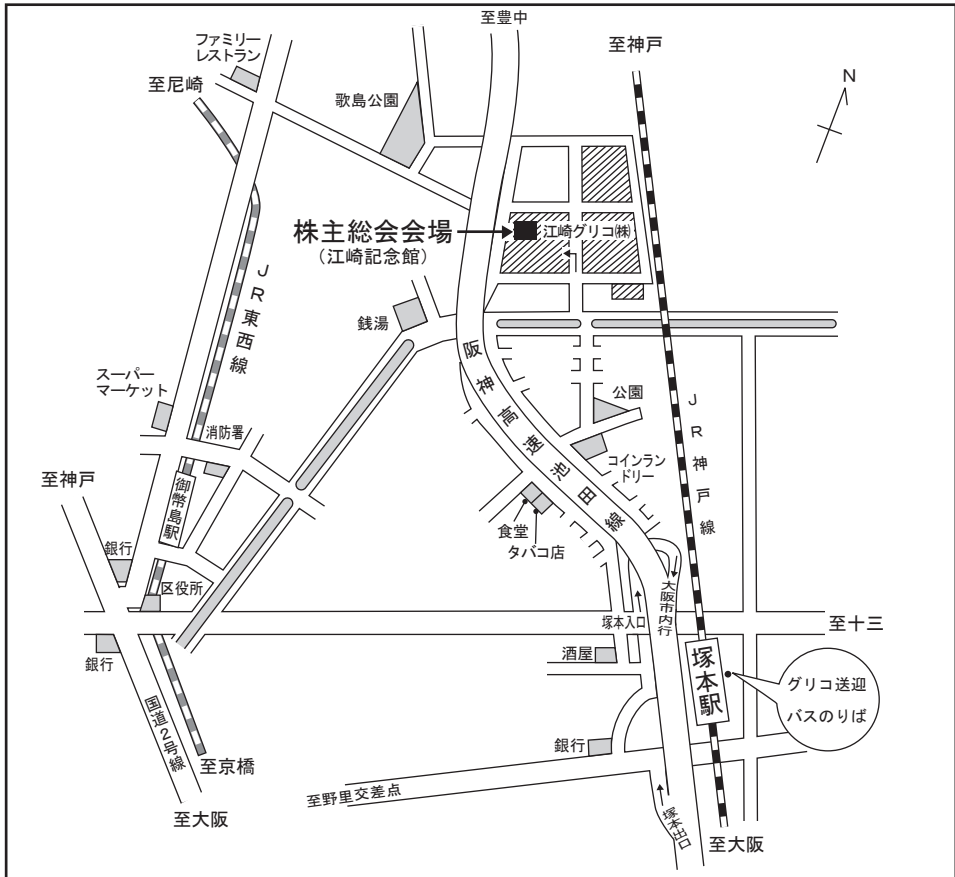 至豊中
ファミリー
レストラン
至神戸
至尼崎
歌島公園
N
株主総会会場
(江崎記念館)
江崎グリコ㈱
JR東西線
銭湯
阪神高速池田線
スーパー
マーケット
公園
JR神戸線
消防署
コインラン
ドリー
至神戸
御幣島駅
食堂
タバコ店
銀行
区役所
大阪市内行
塚本入口
至十三
銀行
酒屋
塚本駅
グリコ送迎
バスのりば
国道2号線
銀行
至京橋
至野里交差点
至大阪
塚本出口
至大阪